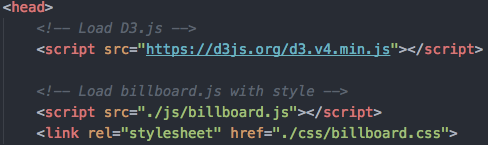 <head>
<!-- Load D3.js -->
<script src="https://d3js.org/d3.v4.min.js"></script>
<!-- Load billboard.js with style -->
<script src="./js/billboard.js"></script>
<link rel="stylesheet" href="./css/billboard.css">